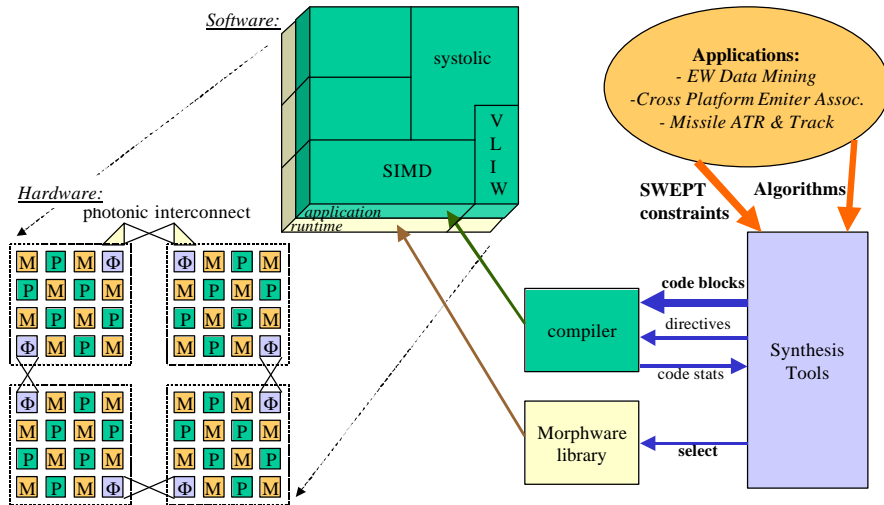 Software:
systolic
V
L
I
W
SIMD
application
runtime
Applications:
- EW Data Mining
-Cross Platform Emiter Assoc.
- Missile ATR & Track
SWEPT
constraints
Algorithms
Hardware:
photonic interconnect
M P M Φ
P M P M
M P M P
Φ M P M
Φ M P M
M P M P
P M P M
M P M Φ
Φ M P M
M P M P
P M P M
M P M Φ
M P M Φ
P M P M
M P M P
Φ M P M
compiler
code blocks
directives
code stats
Synthesis
Tools
Morphware
library
select